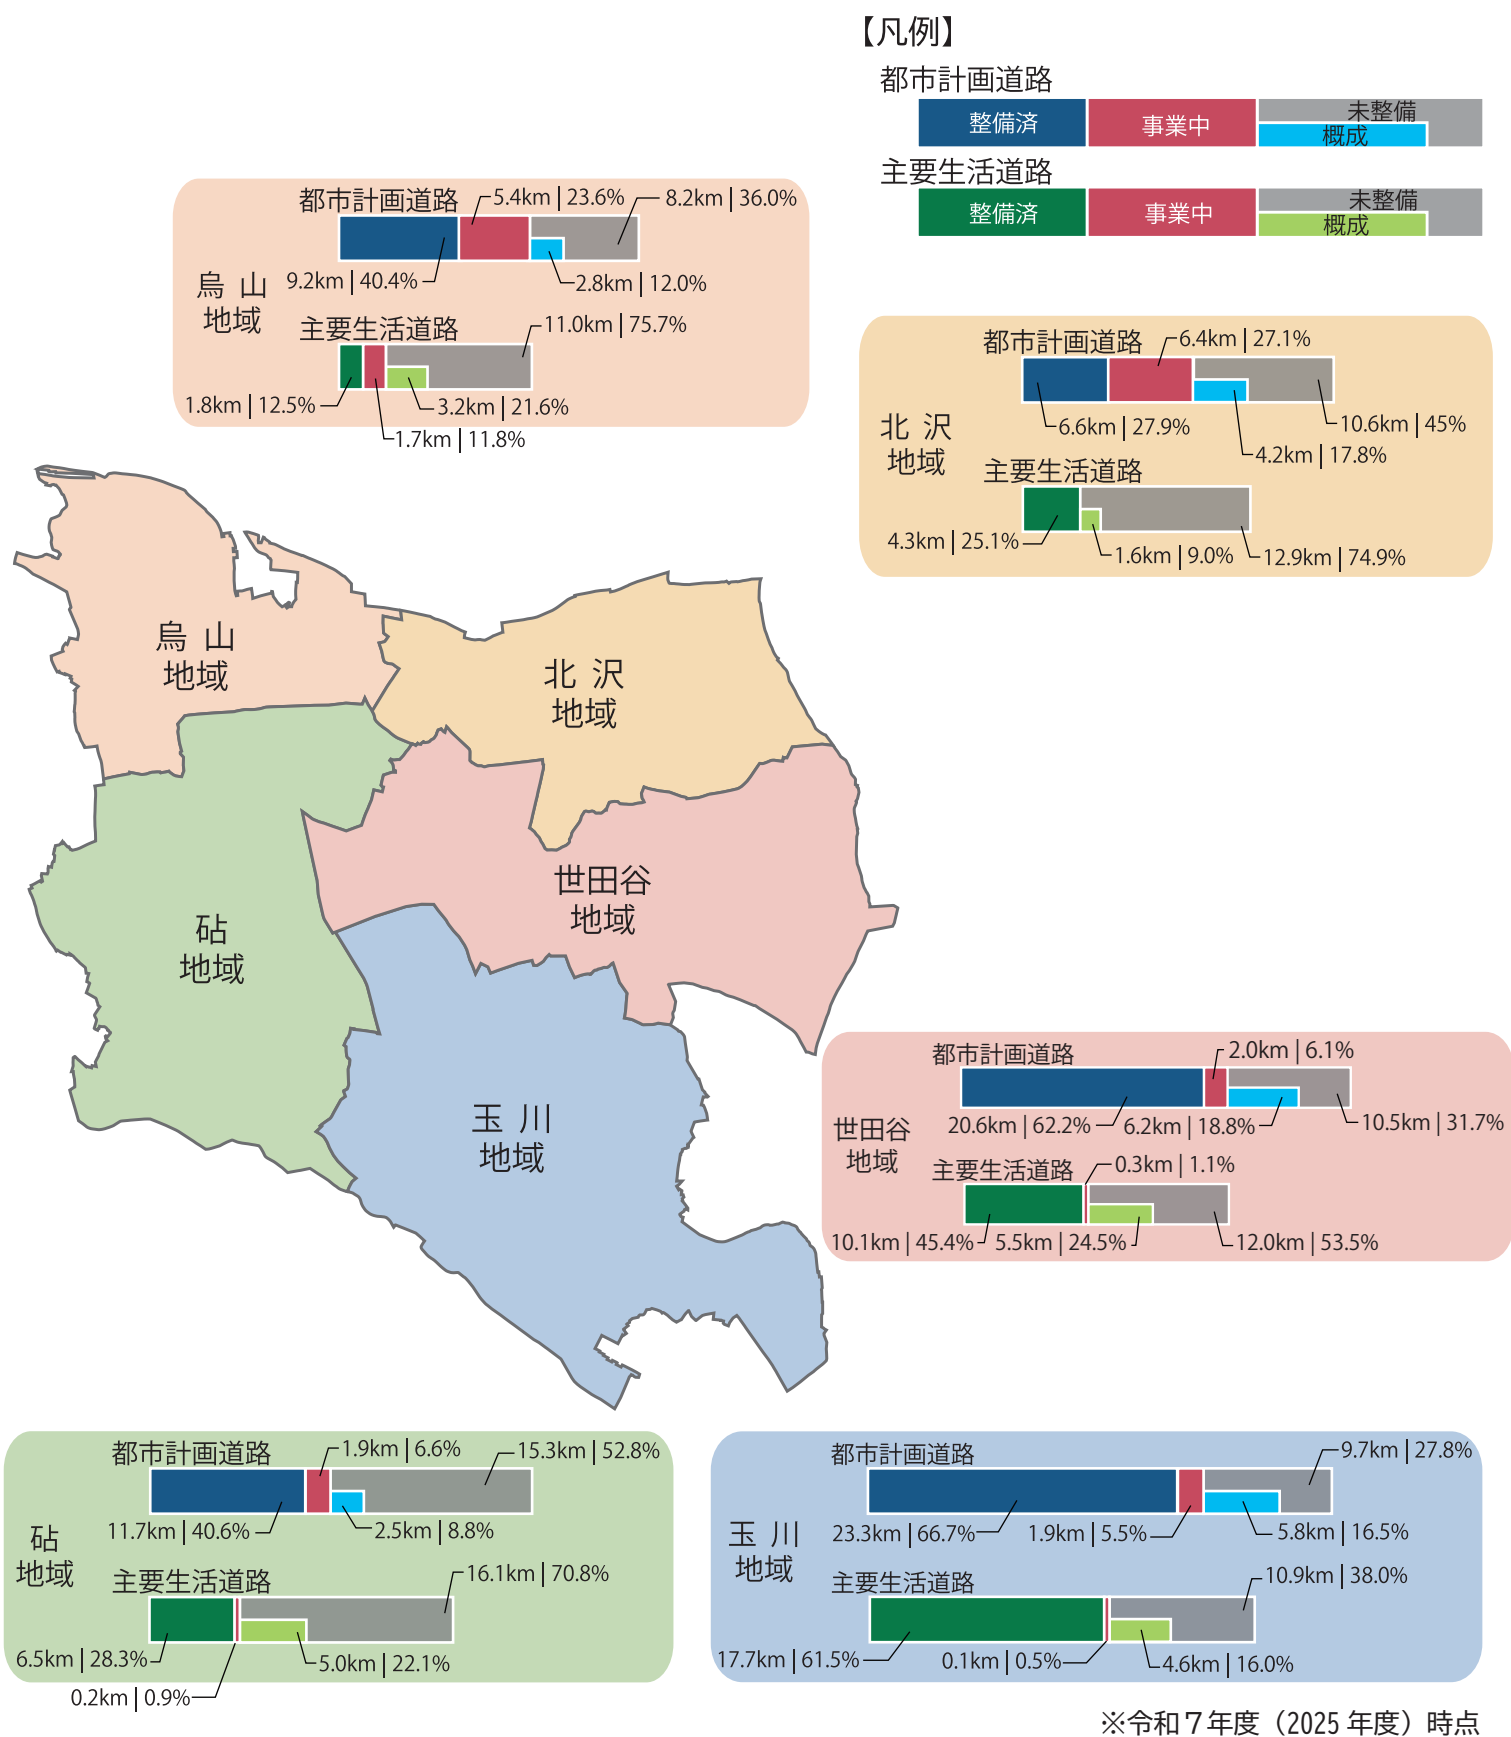 【凡例】
都市計画道路
整備済 事業中 未整備
概成
主要生活道路
整備済 事業中 未整備
概成
都市計画道路
5.4km | 23.6%
8.2km | 36.0%
9.2km | 40.4%
2.8km | 12.0%
烏山
地域
主要生活道路
11.0km | 75.7%
1.8km | 12.5%
3.2km | 21.6%
1.7km | 11.8%
都市計画道路
6.4km | 27.1%
6.6km | 27.9%
10.6km | 45%
4.2km | 17.8%
北沢
地域
主要生活道路
4.3km | 25.1%
1.6km | 9.0%
12.9km | 74.9%
烏山
地域
北沢
地域
世田谷
地域
砧
地域
玉川
地域
都市計画道路
2.0km | 6.1%
20.6km | 62.2%
6.2km | 18.8%
10.5km | 31.7%
世田谷
地域
主要生活道路
0.3km | 1.1%
10.1km | 45.4%
5.5km | 24.5%
12.0km | 53.5%
都市計画道路
1.9km | 6.6%
15.3km | 52.8%
11.7km | 40.6%
2.5km | 8.8%
砧
地域
主要生活道路
16.1km | 70.8%
6.5km | 28.3%
5.0km | 22.1%
0.2km | 0.9%
都市計画道路
9.7km | 27.8%
23.3km | 66.7%
1.9km | 5.5%
5.8km | 16.5%
玉川
地域
主要生活道路
10.9km | 38.0%
17.7km | 61.5%
0.1km | 0.5%
4.6km | 16.0%
※令和７年度（2025 年度）時点